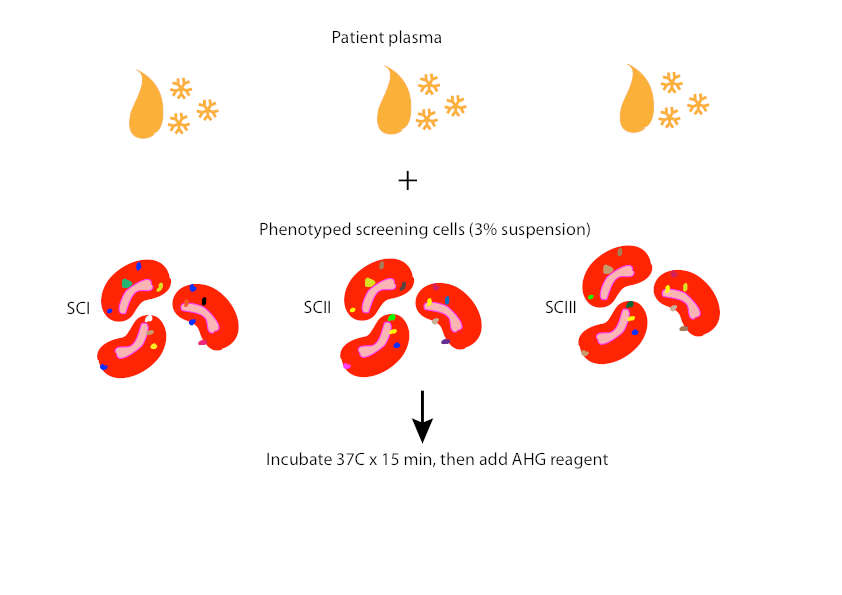 Patient plasma
+
Phenotyped screening cells (3% suspension)
SCI
SCII
SCIII
Incubate 37C x 15 min, then add AHG reagent